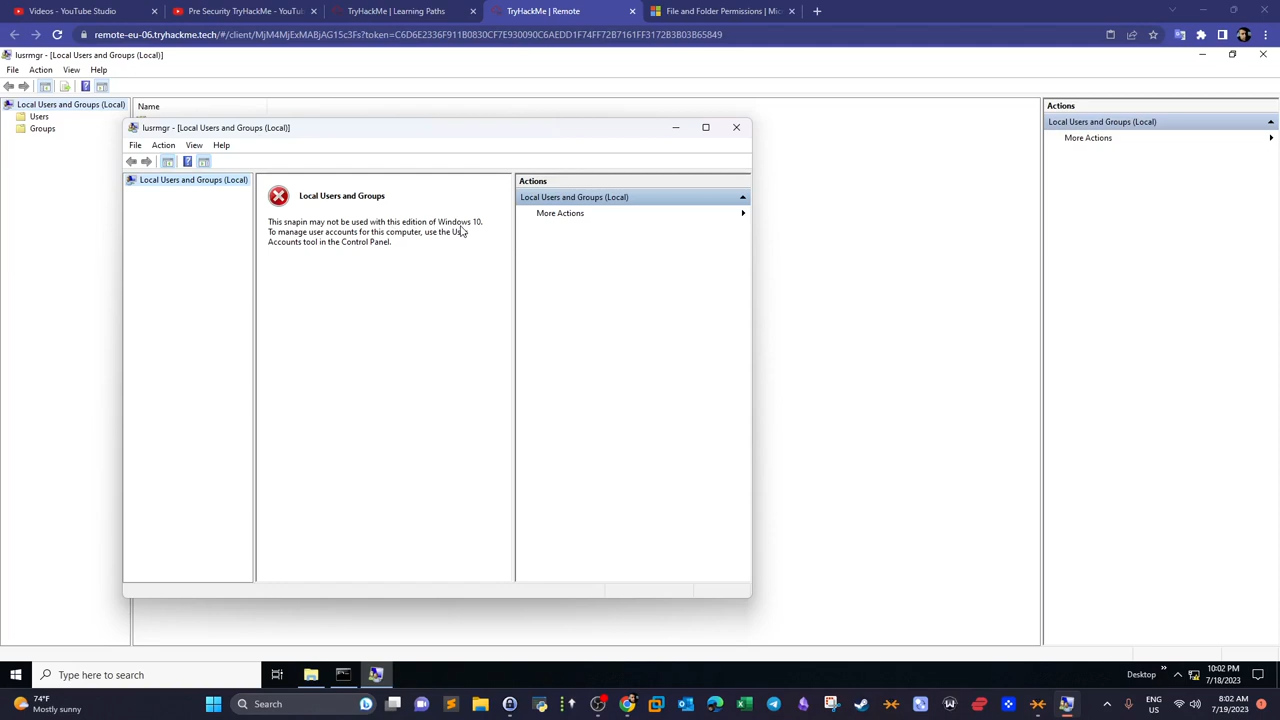 Videos - YouTube Studio
Pre Security TryHackMe - YouTu
TryHackMe | Learning Paths
TryHackMe | Remote
File and Folder Permissions | Mic
remote-eu-06.tryhackme.tech/#/client/MjM4MjExMABjAG15c3Fs?token=C6D6E2336F911B0830CF7E930090C6AEDD1F74FF72B7161FF3172B3B03B65849
lusrmgr - [Local Users and Groups (Local)]
File Action View Help
Local Users and Groups (Local)
Users
Groups
Name
Actions
Local Users and Groups (Local)
More Actions
lusrmgr - [Local Users and Groups (Local)]
File Action View Help
Local Users and Groups (Local)
Local Users and Groups
This snapin may not be used with this edition of Windows 10.
To manage user accounts for this computer, use the User
Accounts tool in the Control Panel.
Actions
Local Users and Groups (Local)
More Actions
Type here to search
Desktop
10:02 PM
7/18/2023
74°F
Mostly sunny
Search
ENG
US
8:02 AM
7/19/2023